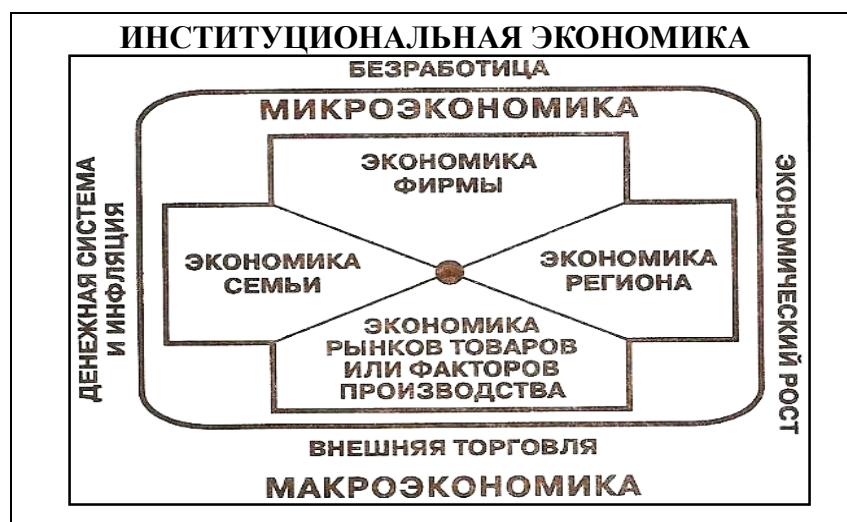 ИНСТИТУЦИОНАЛЬНАЯ ЭКОНОМИКА
БЕЗРАБОТИЦА
МИКРОЭКОНОМИКА
ЭКОНОМИКА
ФИРМЫ
ДЕНЕЖНАЯ СИСТЕМА
И ИНФЛЯЦИЯ
ЭКОНОМИКА
СЕМЬИ
ЭКОНОМИКА
РЕГИОНА
ЭКОНОМИЧЕСКИЙ РОСТ
ЭКОНОМИКА
РЫНКОВ ТОВАРОВ
ИЛИ ФАКТОРОВ
ПРОИЗВОДСТВА
ВНЕШНЯЯ ТОРГОВЛЯ
МАКРОЭКОНОМИКА